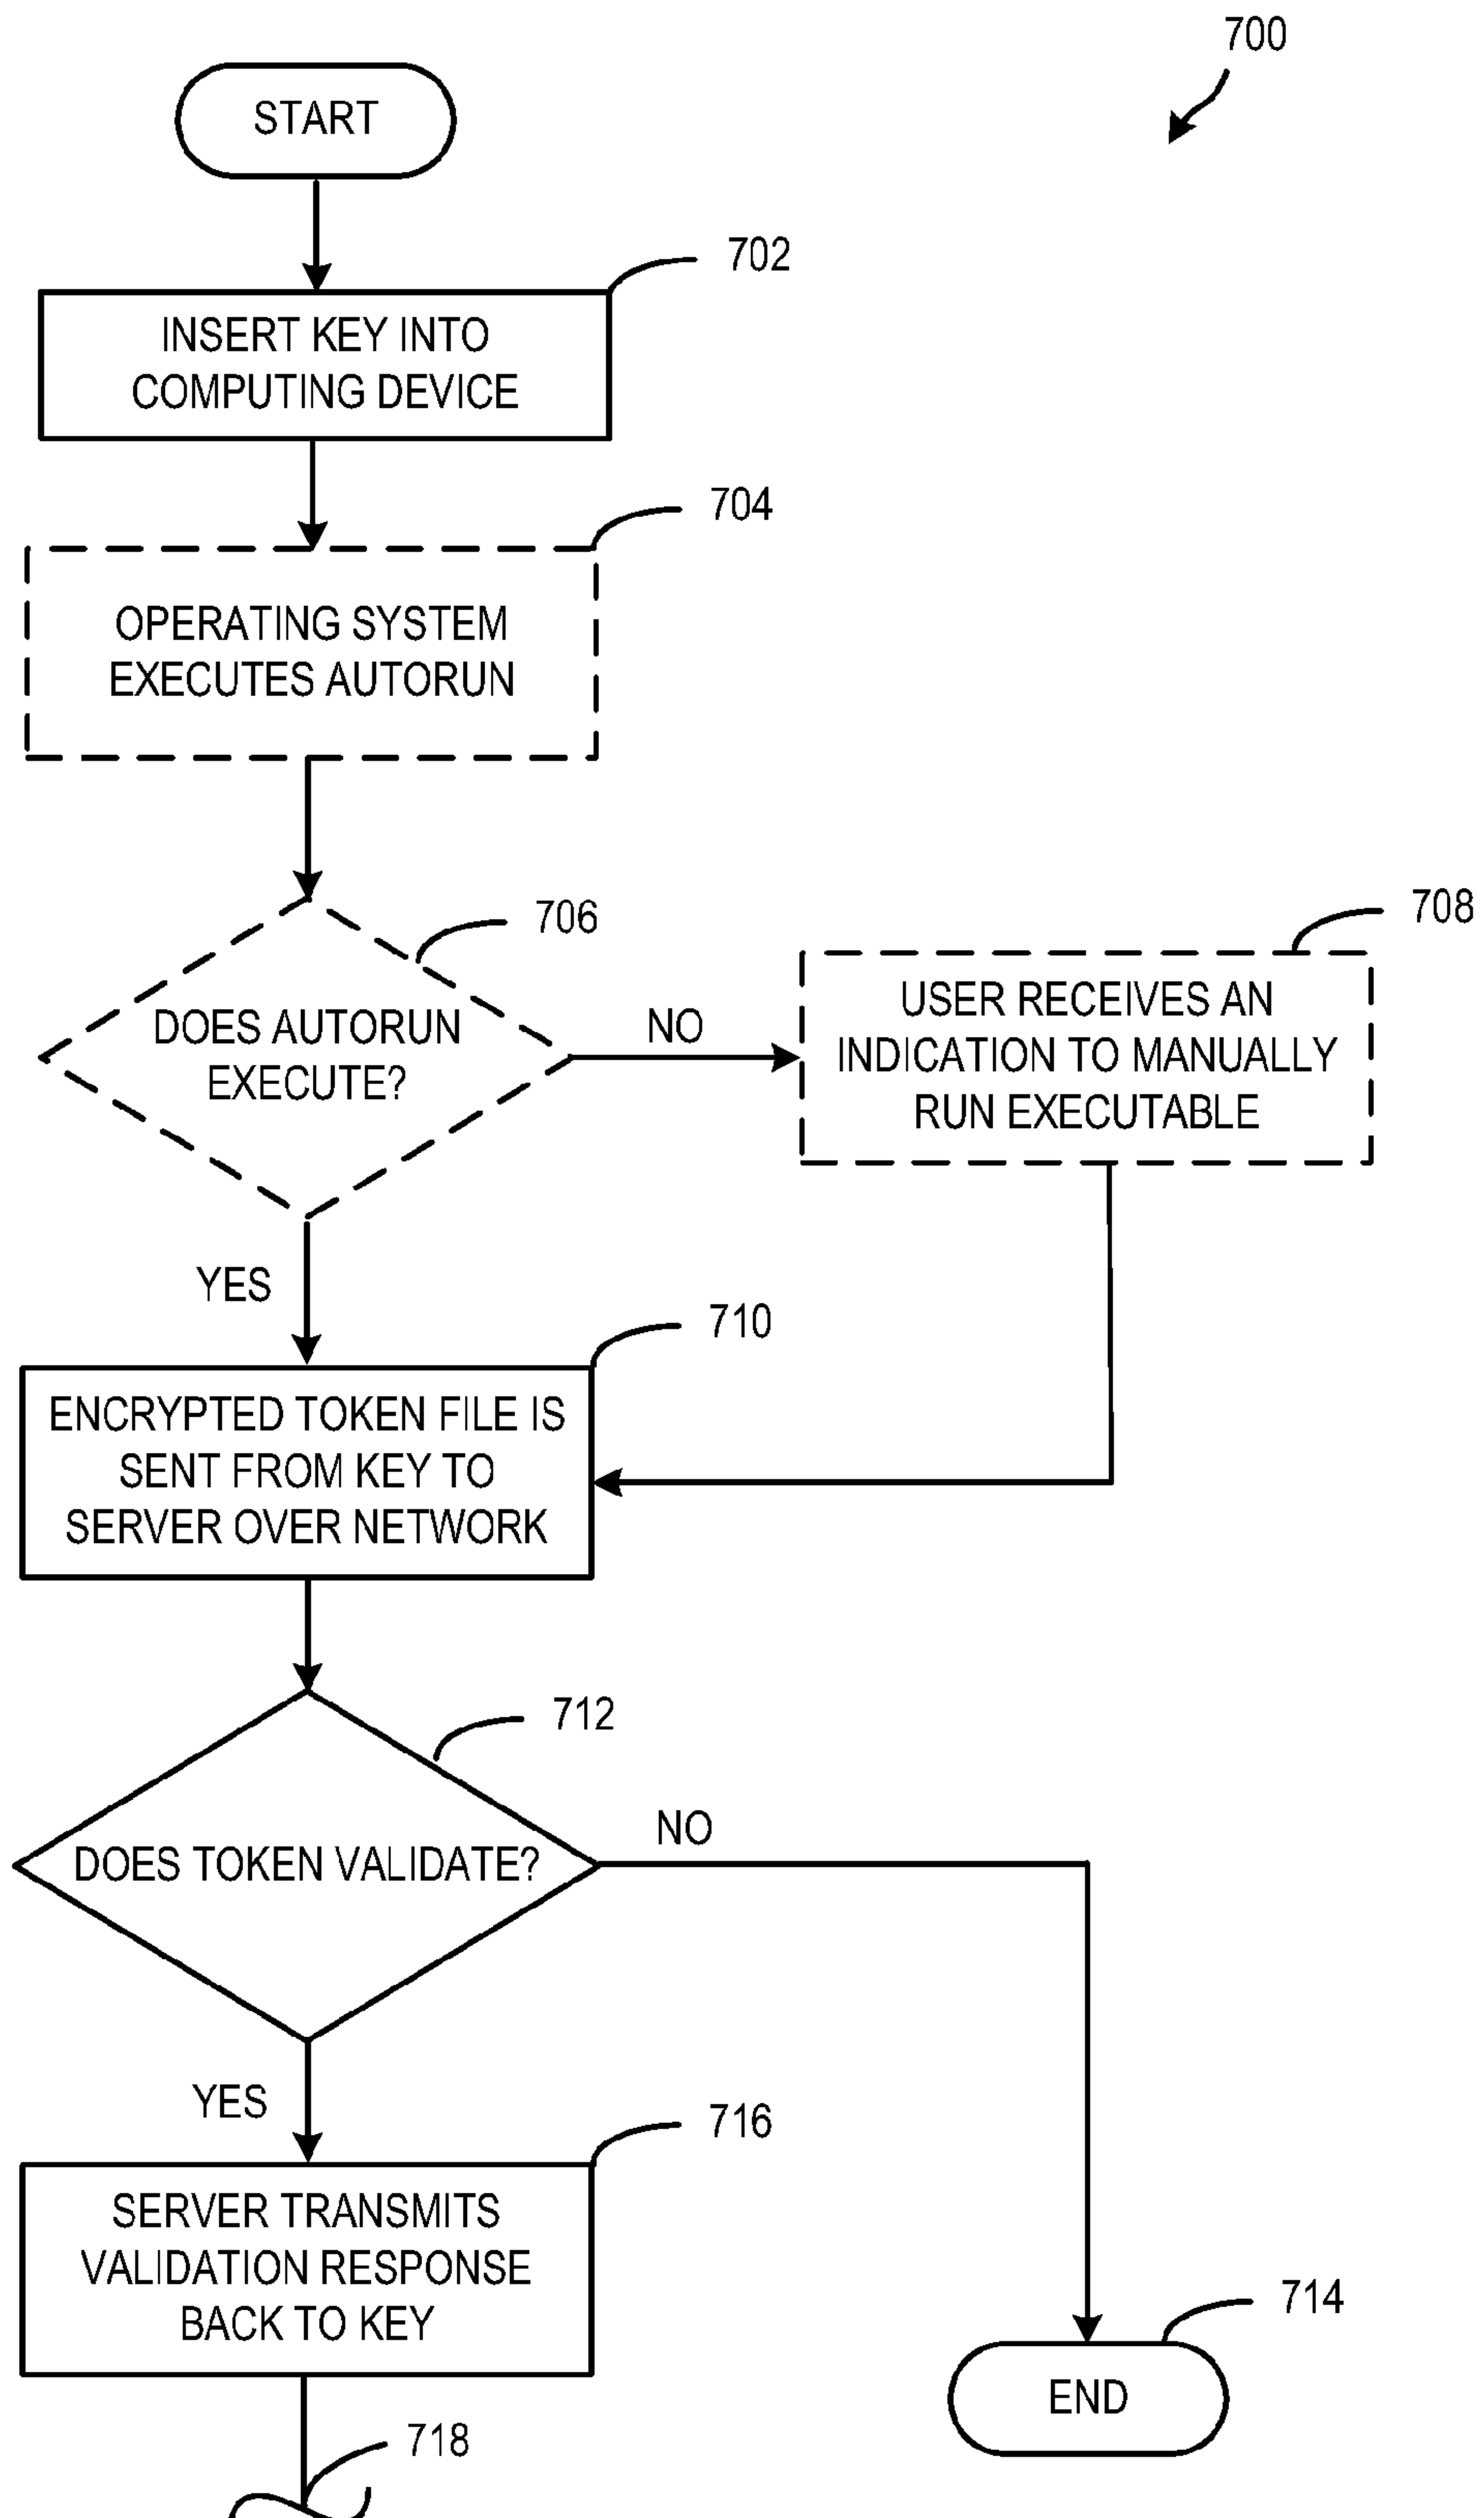 700
START
702
INSERT KEY INTO
COMPUTING DEVICE
704
OPERATING SYSTEM
EXECUTES AUTORUN
706
DOES AUTORUN
EXECUTE?
NO
708
USER RECEIVES AN
INDICATION TO MANUALLY
RUN EXECUTABLE
YES
710
ENCRYPTED TOKEN FILE IS
SENT FROM KEY TO
SERVER OVER NETWORK
712
DOES TOKEN VALIDATE?
NO
YES
716
SERVER TRANSMITS
VALIDATION RESPONSE
BACK TO KEY
714
END
718